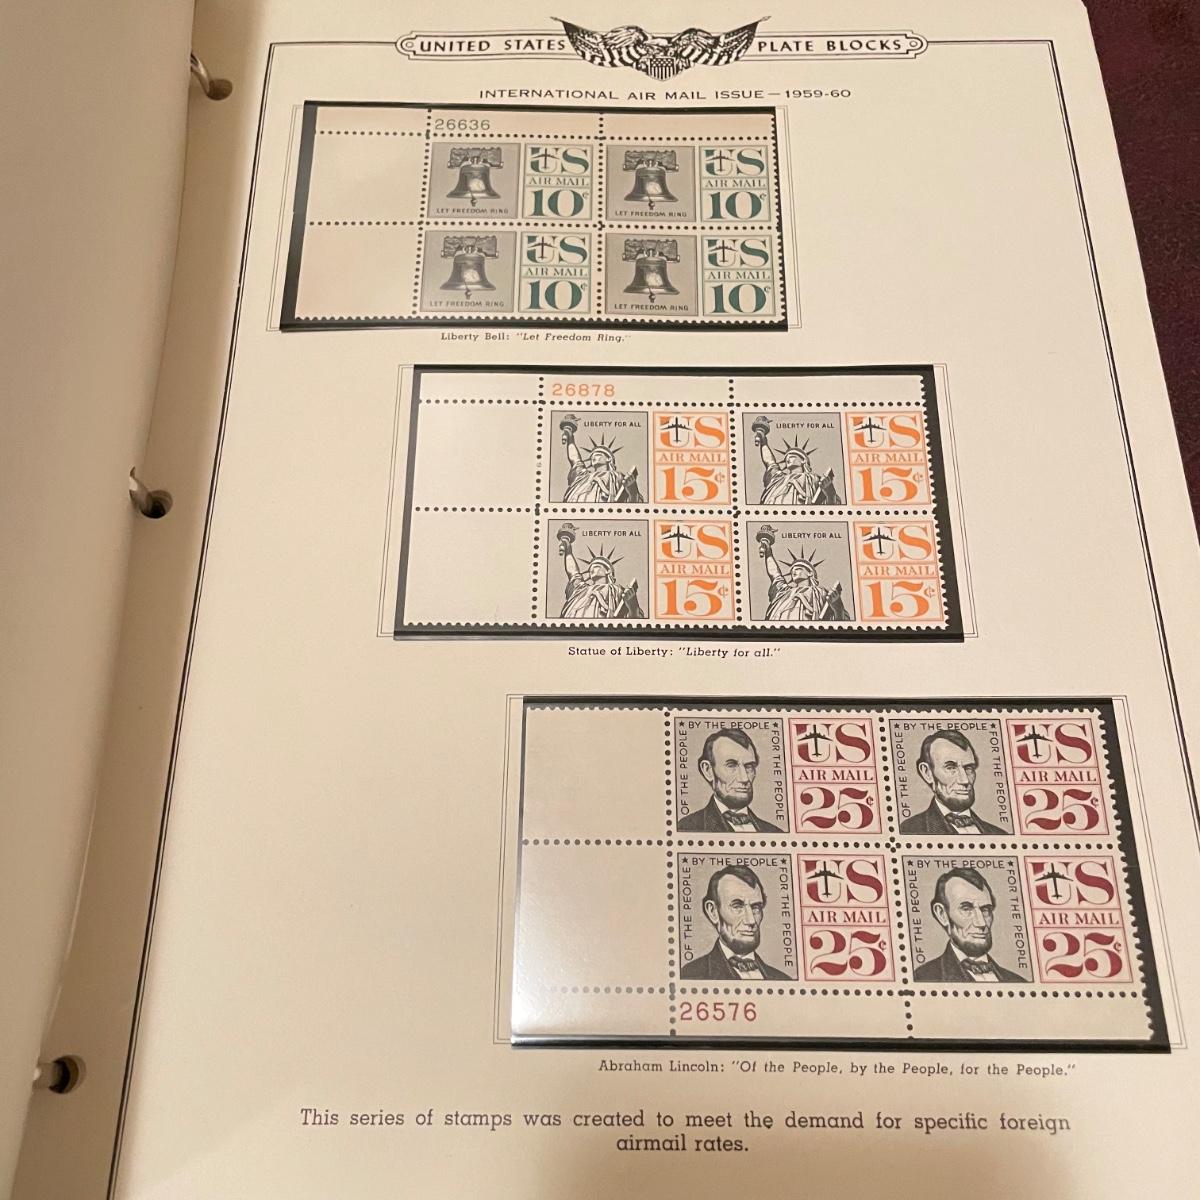 UNITED STATES PLATE BLOCKS
INTERNATIONAL AIR MAIL ISSUE — 1959-60
26636
LET FREEDOM RING US AIR MAIL 10¢
LET FREEDOM RING US AIR MAIL 10¢
LET FREEDOM RING US AIR MAIL 10¢
LET FREEDOM RING US AIR MAIL 10¢
Liberty Bell: "Let Freedom Ring."
26878
LIBERTY FOR ALL US AIR MAIL 15¢
LIBERTY FOR ALL US AIR MAIL 15¢
LIBERTY FOR ALL US AIR MAIL 15¢
LIBERTY FOR ALL US AIR MAIL 15¢
Statue of Liberty: "Liberty for all."
OF THE PEOPLE ★ BY THE PEOPLE ★ FOR THE PEOPLE US AIR MAIL 25¢
OF THE PEOPLE ★ BY THE PEOPLE ★ FOR THE PEOPLE US AIR MAIL 25¢
OF THE PEOPLE ★ BY THE PEOPLE ★ FOR THE PEOPLE US AIR MAIL 25¢
OF THE PEOPLE ★ BY THE PEOPLE ★ FOR THE PEOPLE US AIR MAIL 25¢
26576
Abraham Lincoln: "Of the People, by the People, for the People."
This series of stamps was created to meet the demand for specific foreign
airmail rates.